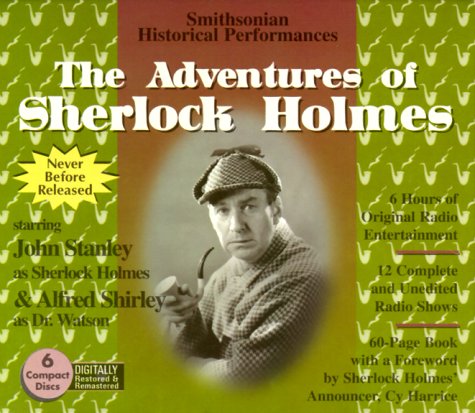 Smithsonian
Historical Performances
The Adventures of
Sherlock Holmes
Never
Before
Released
starring
John Stanley
as Sherlock Holmes
& Alfred Shirley
as Dr. Watson
6
Compact
Discs
DIGITALLY
Restored &
Remastered
6 Hours of
Original Radio
Entertainment
12 Complete
and Unedited
Radio Shows
60-Page Book
with a Foreword
by Sherlock Holmes'
Announcer, Cy Harrice